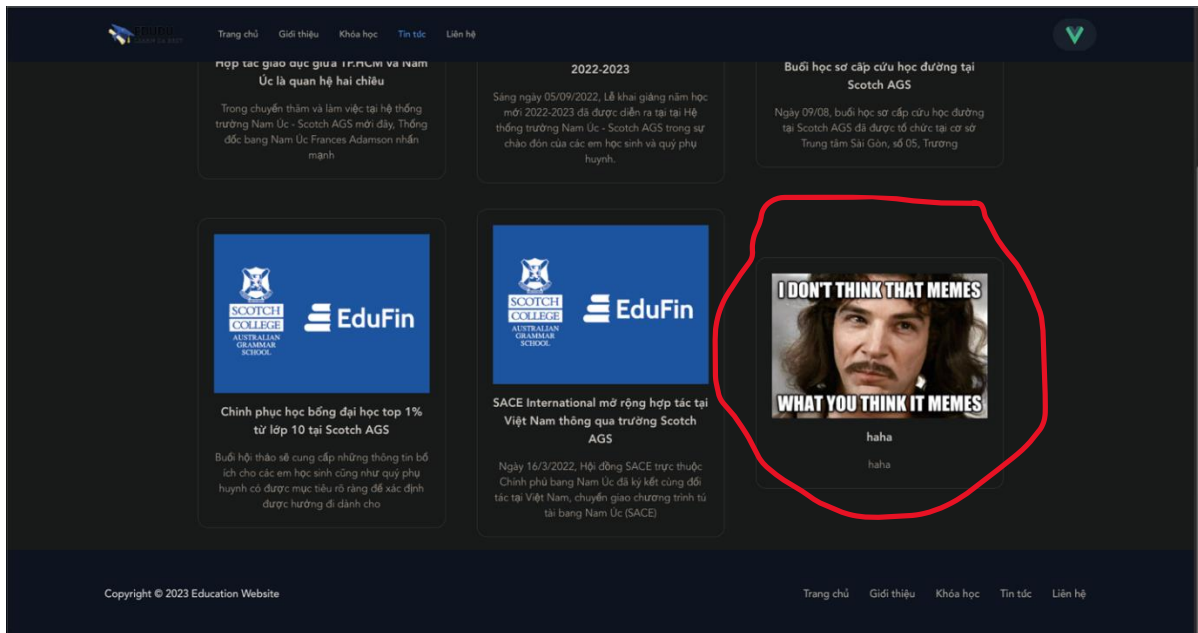 Trang chủ Giới thiệu Khóa học Tin tức Liên hệ
Hợp tác giáo dục giữa TP.HCM và Nam
Úc là quan hệ hai chiều
Trong chuyến thăm và làm việc tại hệ thống
trường Nam Úc - Scotch AGS mới đây, Thống
đốc bang Nam Úc Frances Adamson nhấn
mạnh
2022-2023
Sáng ngày 05/09/2022, Lễ khai giảng năm học
mới 2022-2023 đã được diễn ra tại tại Hệ
thống trường Nam Úc - Scotch AGS trong sự
chào đón của các em học sinh và quý phụ
huynh.
Buổi học sơ cấp cứu học đường tại
Scotch AGS
Ngày 09/08, buổi học sơ cấp cứu học đường
tại Scotch AGS đã được tổ chức tại cơ sở
Trung tâm Sài Gòn, số 05, Trương
SCOTCH
COLLEGE
AUSTRALIAN
GRAMMAR
SCHOOL
EduFin
Chinh phục học bổng đại học top 1%
từ lớp 10 tại Scotch AGS
Buổi hội thảo sẽ cung cấp những thông tin bổ
ích cho các em học sinh cũng như quý phụ
huynh có được mục tiêu rõ ràng để xác định
được hướng đi dành cho
SCOTCH
COLLEGE
AUSTRALIAN
GRAMMAR
SCHOOL
EduFin
SACE International mở rộng hợp tác tại
Việt Nam thông qua trường Scotch
AGS
Ngày 16/3/2022, Hội đồng SACE trực thuộc
Chính phủ bang Nam Úc đã ký kết cùng đối
tác tại Việt Nam, chuyển giao chương trình tú
tài bang Nam Úc (SACE)
I DON'T THINK THAT MEMES
WHAT YOU THINK IT MEMES
haha
haha
Copyright © 2023 Education Website
Trang chủ Giới thiệu Khóa học Tin tức Liên hệ